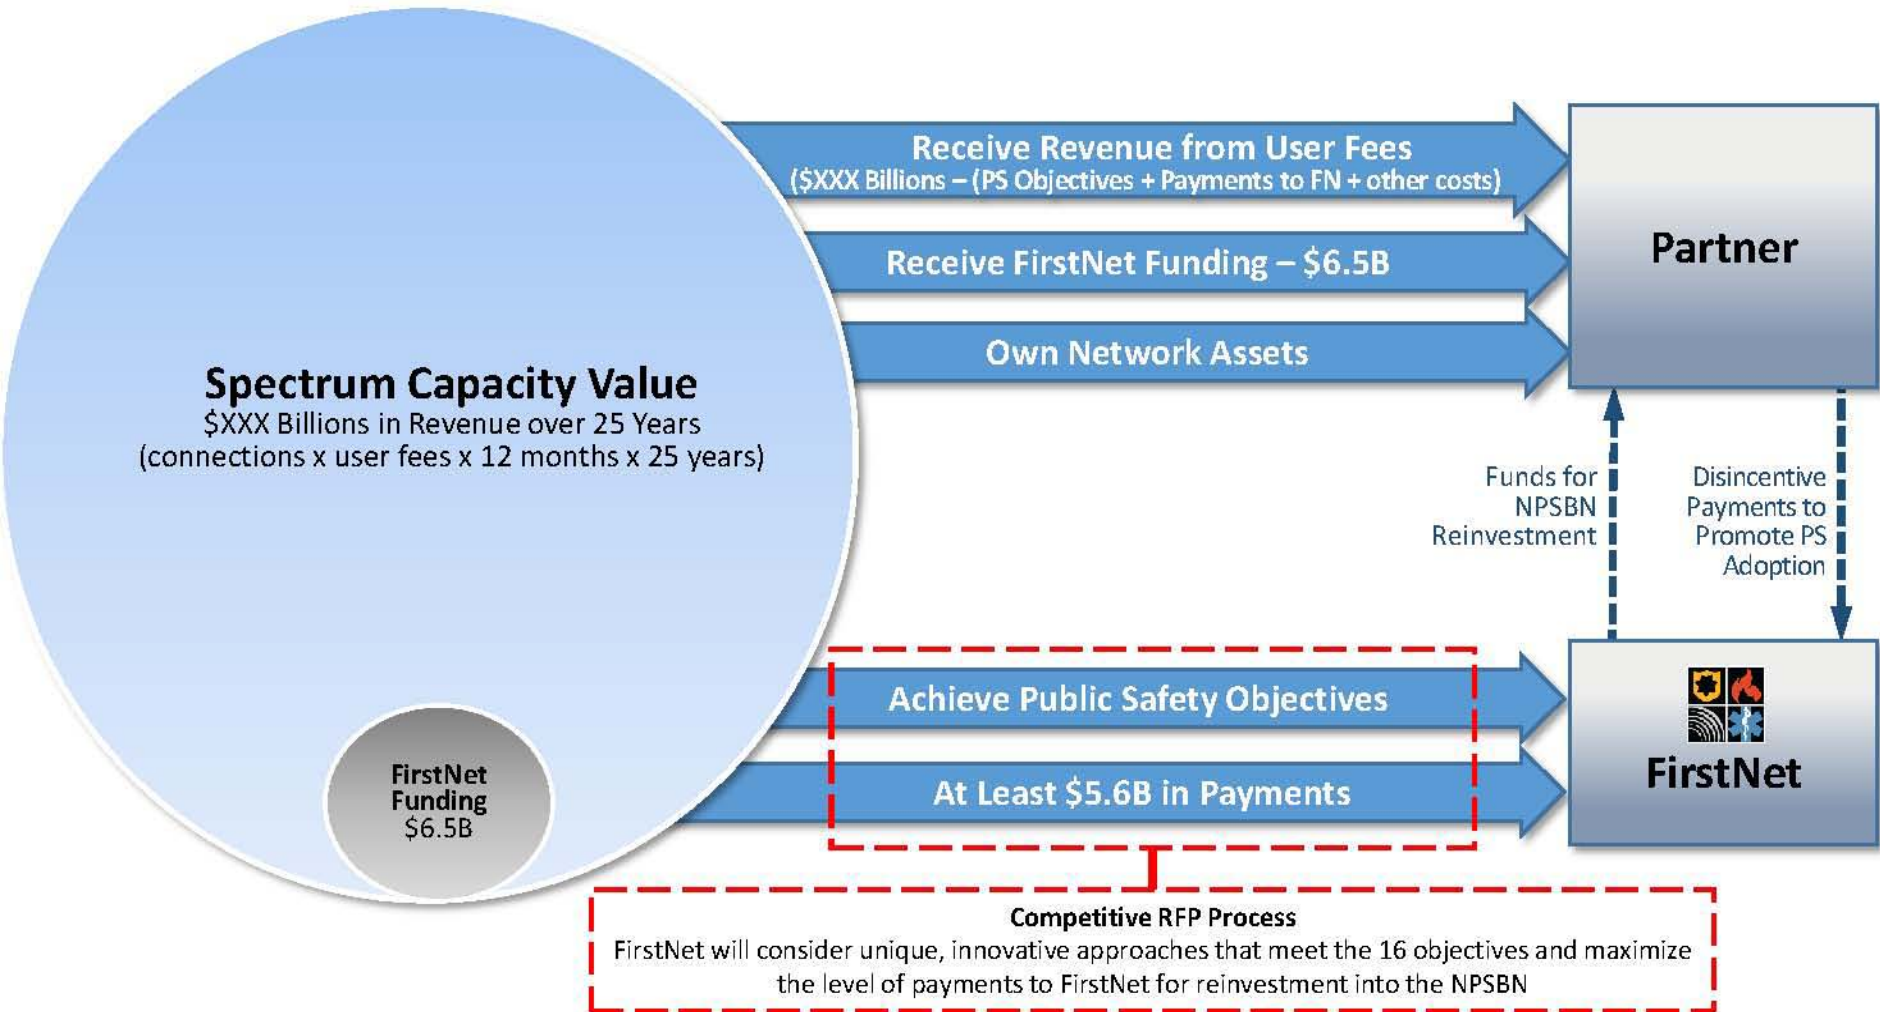 Spectrum Capacity Value
$XXX Billions in Revenue over 25 Years
(connections x user fees x 12 months x 25 years)
FirstNet
Funding
$6.5B
Receive Revenue from User Fees
($XXX Billions – (PS Objectives + Payments to FN + other costs)
Receive FirstNet Funding – $6.5B
Own Network Assets
Partner
Funds for
NPSBN
Reinvestment
Disincentive
Payments to
Promote PS
Adoption
Achieve Public Safety Objectives
At Least $5.6B in Payments
FirstNet
Competitive RFP Process
FirstNet will consider unique, innovative approaches that meet the 16 objectives and maximize
the level of payments to FirstNet for reinvestment into the NPSBN